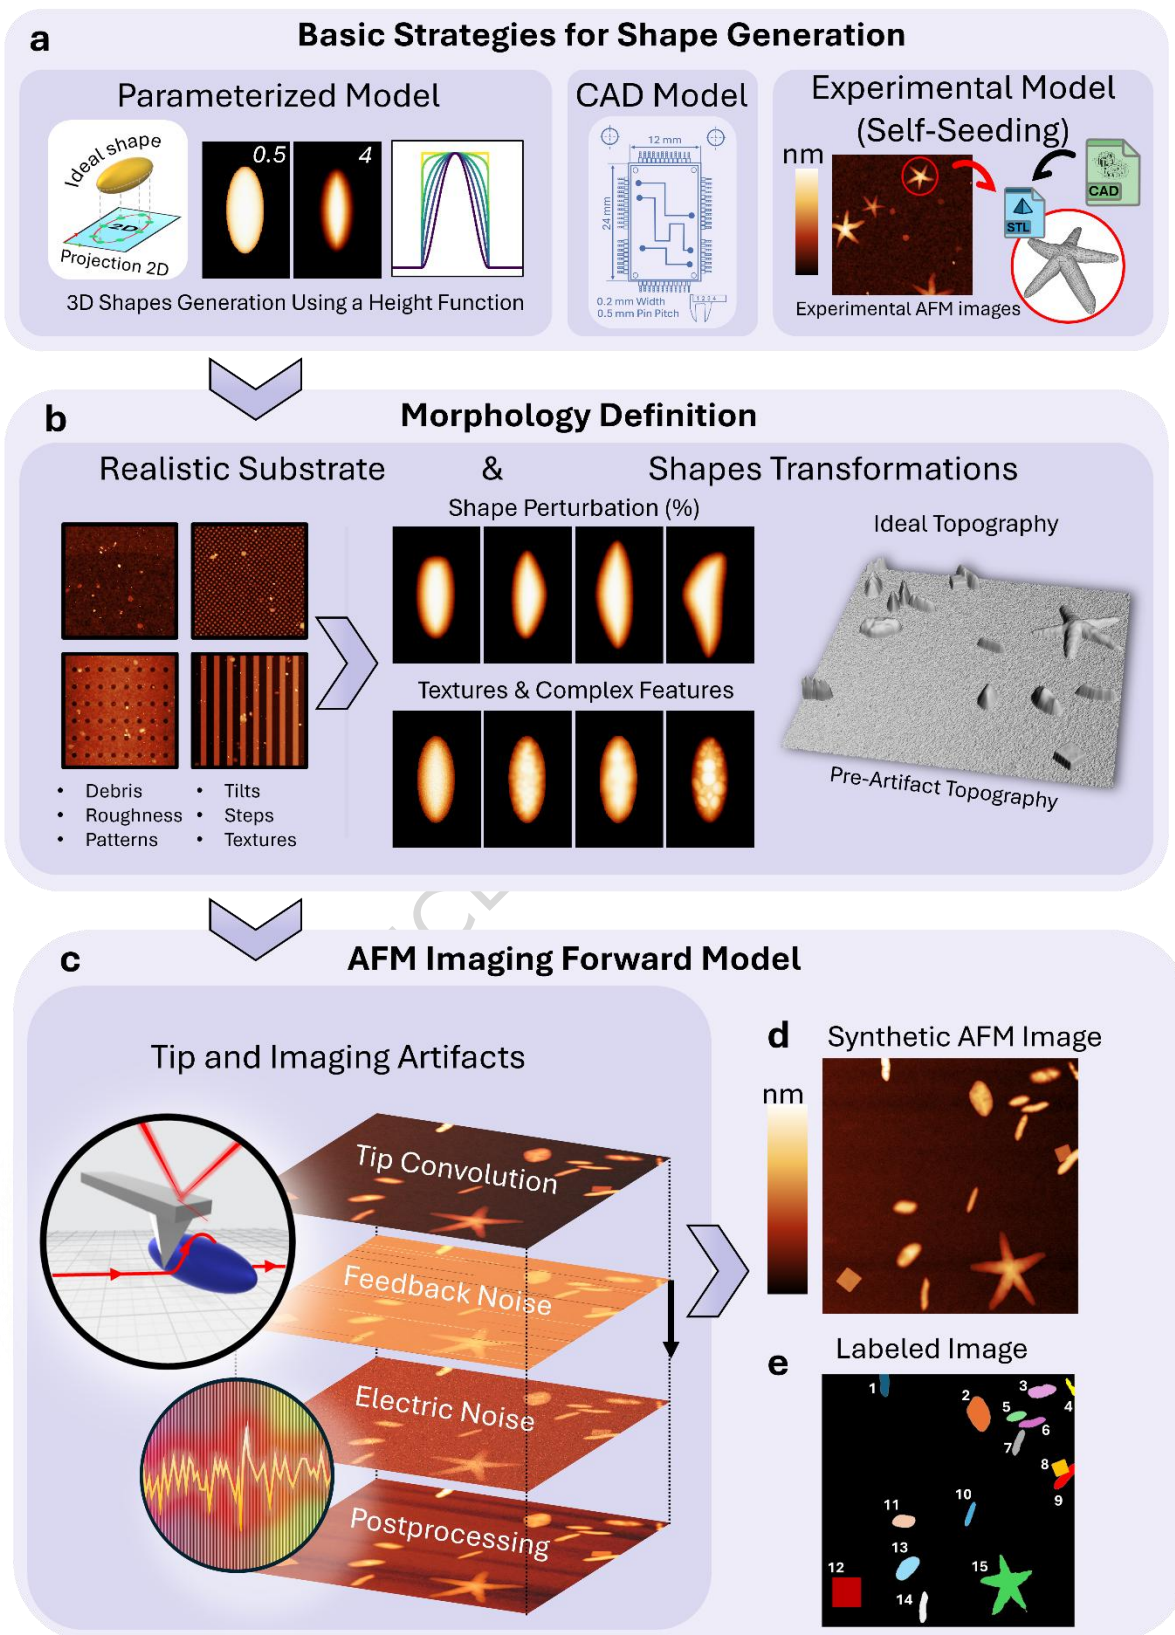 a
Basic Strategies for Shape Generation
Parameterized Model
Ideal shape
2D
Projection 2D
0.5
4
3D Shapes Generation Using a Height Function
CAD Model
12 mm
24 mm
0.2 mm Width
0.5 mm Pin Pitch
1 2 3 4
Experimental Model
(Self-Seeding)
nm
CAD
STL
Experimental AFM images
b
Morphology Definition
Realistic Substrate & Shapes Transformations
Shape Perturbation (%)
Ideal Topography
Textures & Complex Features
Pre-Artifact Topography
• Debris
• Roughness
• Patterns
• Tilts
• Steps
• Textures
c
AFM Imaging Forward Model
Tip and Imaging Artifacts
Tip Convolution
Feedback Noise
Electric Noise
Postprocessing
d
Synthetic AFM Image
nm
e
Labeled Image
1
2
3
4
5
6
7
8
9
10
11
12
13
14
15